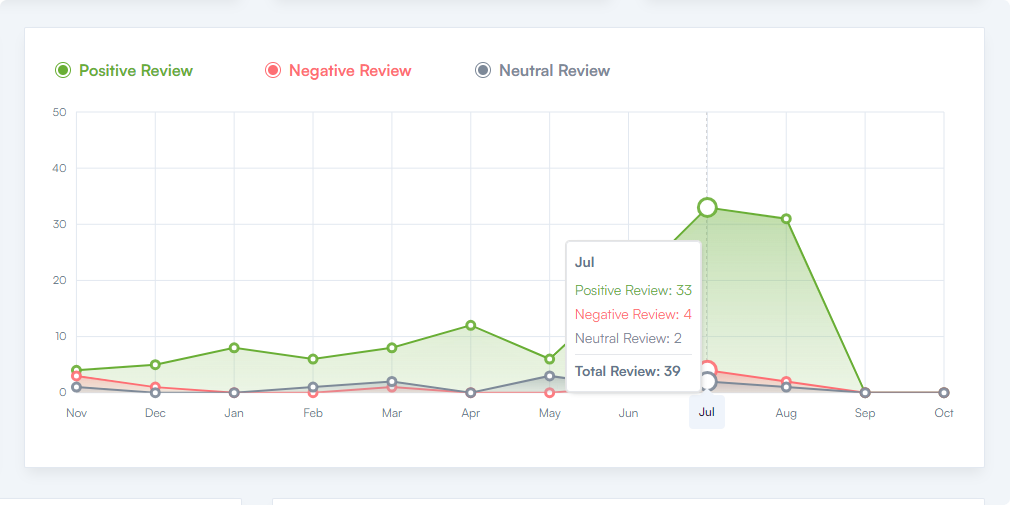 Positive Review Negative Review Neutral Review
50
40
30
20
10
0
Jul
Positive Review: 33
Negative Review: 4
Neutral Review: 2
Total Review: 39
Nov Dec Jan Feb Mar Apr May Jun Jul Aug Sep Oct